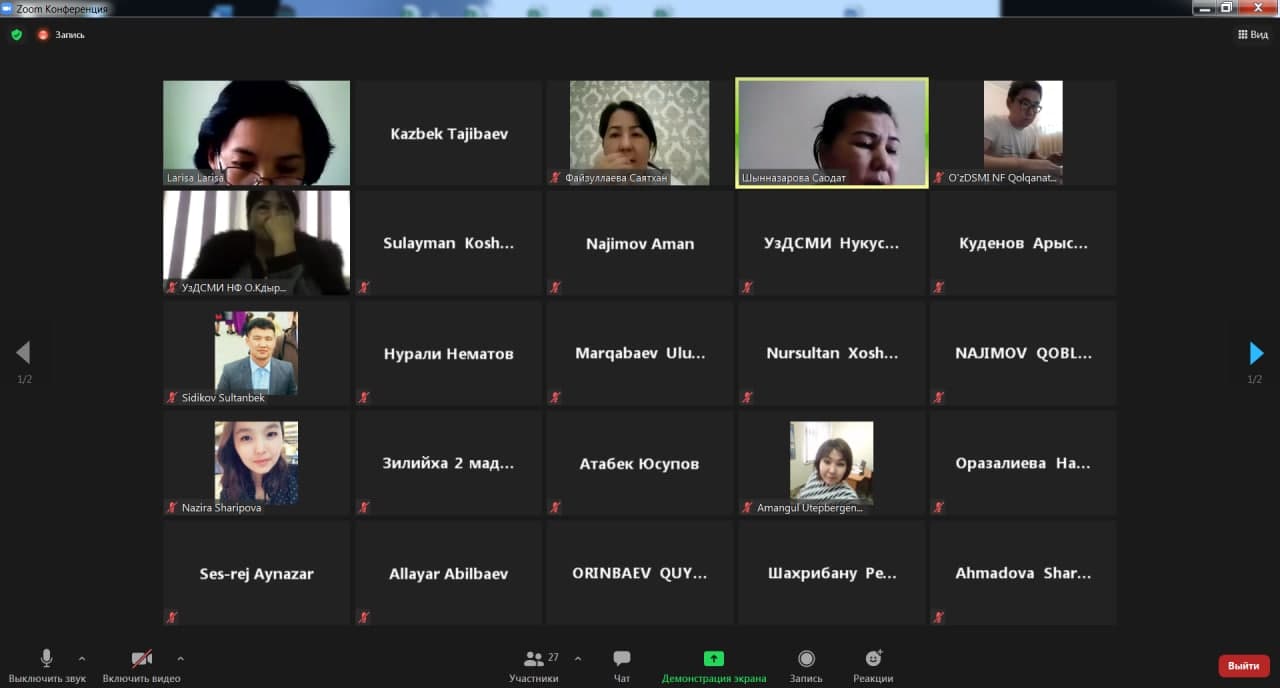 Zoom Конференция
Запись
Вид
Larisa Larisa
Kazbek Tajibaev
Файзуллаева Саятхан
Шынназарова Саодат
O'zDSMI NF Qolqanat...
УзДСМИ НФ О.Кдыр...
Sulayman Kosh...
Najimov Aman
УзДСМИ Нукус...
Куденов Арыс...
Sidikov Sultanbek
Нурали Нематов
Marqabaev Ulu...
Nursultan Xosh...
NAJIMOV QOBL...
1/2
1/2
Nazira Sharipova
Зилийха 2 мад...
Атабек Юсупов
Amangul Utepbergen...
Оразалиева На...
Ses-rej Aynazar
Allayar Abilbaev
ORINBAEV QUY...
Шахрибану Ре...
Ahmadova Shar...
Выключить звук
Включить видео
27
Участники
Чат
Демонстрация экрана
Запись
Реакции
Выйти